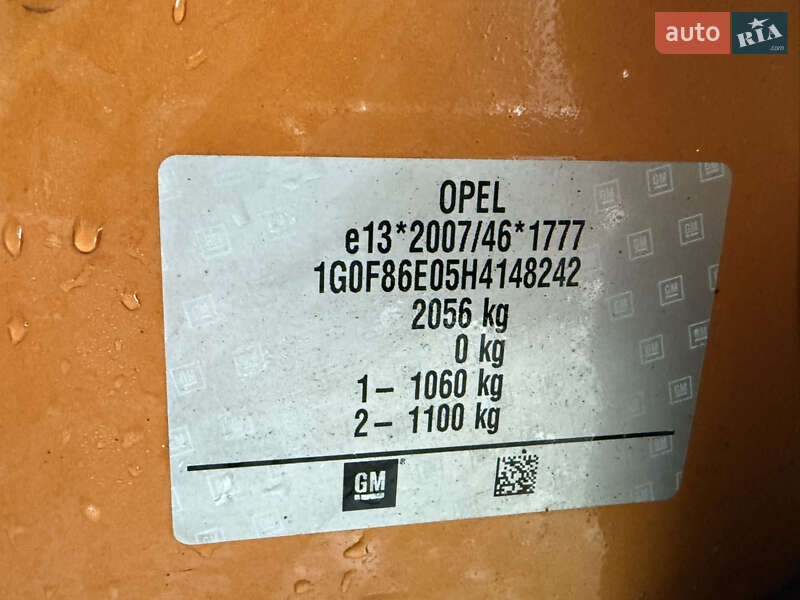 auto RIA
.com
OPEL
e13*2007/46*1777
1G0F86E05H4148242
2056 kg
0 kg
1 – 1060 kg
2 – 1100 kg
GM ®